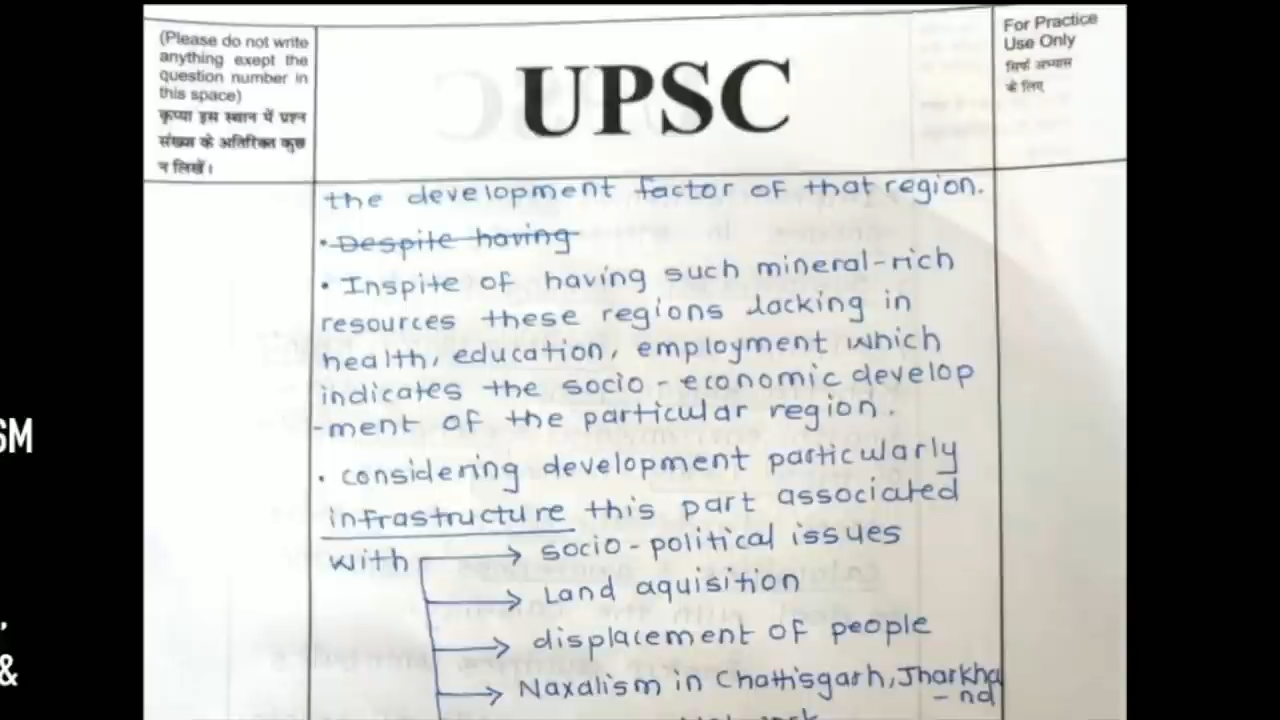 (Please do not write
anything exept the
question number in
this space)
कृप्या इस स्थान में प्रश्न
संख्या के अतिरिक्त कुछ
न लिखें।
UPSC
For Practice
Use Only
सिर्फ अभ्यास
के लिए
the development factor of that region.
• Despite having
• Inspite of having such mineral-rich
resources these regions lacking in
health, education, employment which
indicates the socio - economic develop
-ment of the particular region.
• considering development particularly
infrastructure this part associated
with → socio - political issues
→ Land aquisition
→ displacement of people
→ Naxalism in Chattisgarh, Jharkha
- nd
SM
,
&